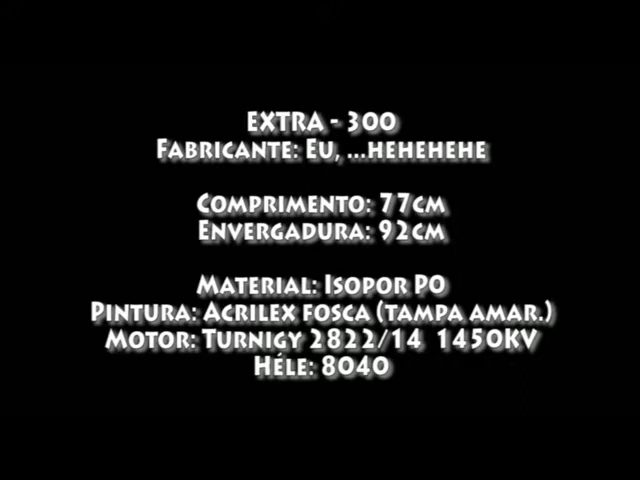 EXTRA - 300
FABRICANTE: EU, ...HEHEHEHE
COMPRIMENTO: 77CM
ENVERGADURA: 92CM
MATERIAL: ISOPOR P0
PINTURA: ACRILEX FOSCA (TAMPA AMAR.)
MOTOR: TURNIGY 2822/14 1450KV
HÉLE: 8040